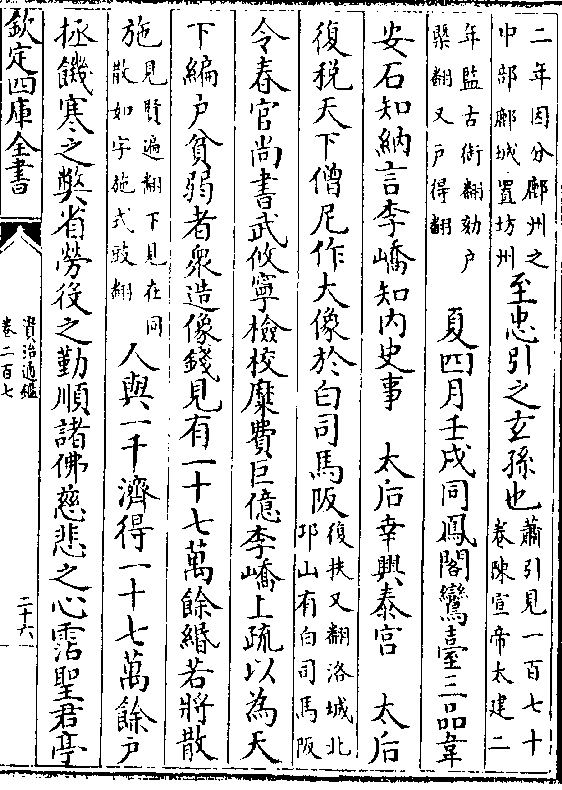 二年因分鄜州之
中部鄜城置坊州
至忠引之玄孫也
蕭引見一百七十
卷陳宣帝太建二
年監古銜翻劾户
槩翻又户得翻
夏四月壬戌同鳳閣鸞臺三品韋
安石知納言李嶠知内史事 太后幸興泰宮 太后
復税天下僧尼作大像於白司馬阪
復扶又翻洛城北
邙山有白司馬阪
令春官尚書武攸寧檢校糜費巨億李嶠上疏以為天
下編户貧弱者衆造像錢見有一十七萬餘緡若將散
施
見賢遍翻下見在同
散如字施式豉翻
人與一千濟得一十七萬餘户
拯饑寒之弊省勞役之勤順諸佛慈悲之心霑聖君亭
欽定四庫全書
資治通鑑
卷二百七
二十六